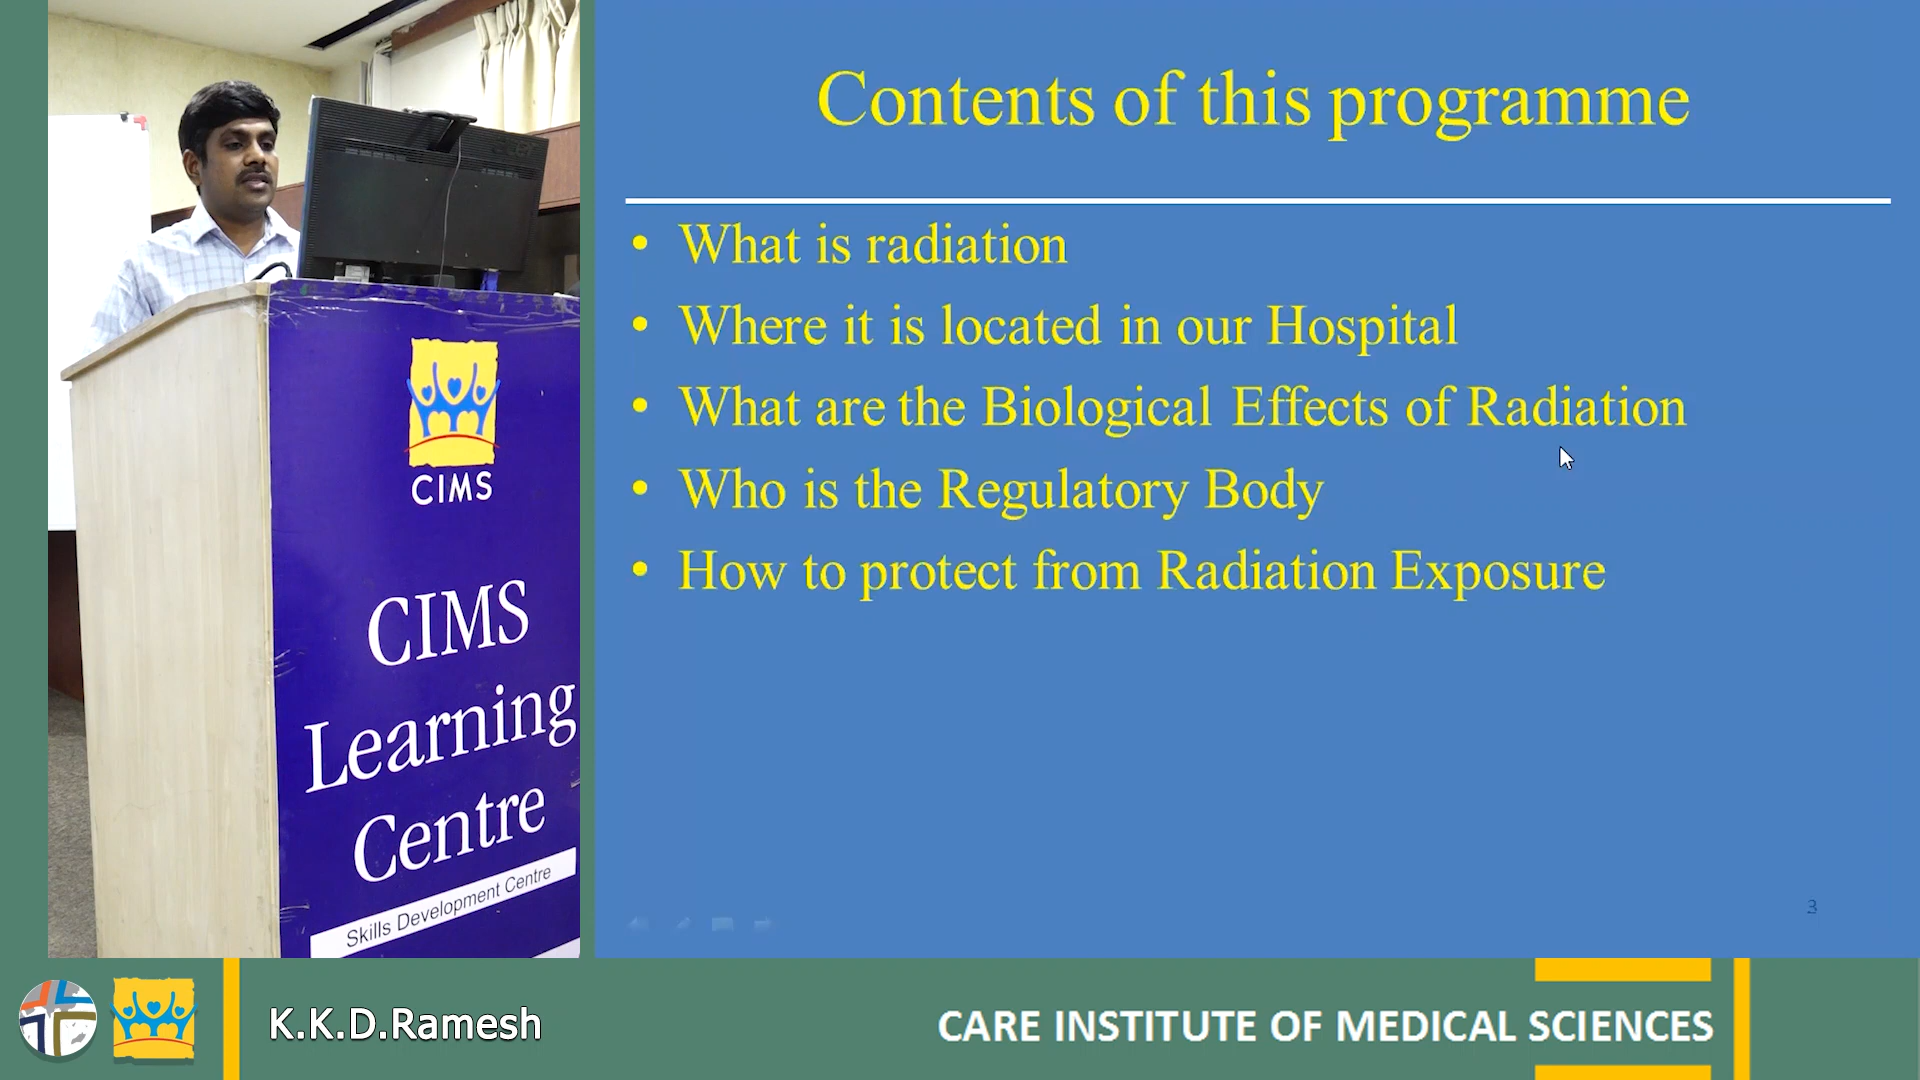 Contents of this programme
• What is radiation
• Where it is located in our Hospital
• What are the Biological Effects of Radiation
• Who is the Regulatory Body
• How to protect from Radiation Exposure
3
acer
CIMS
CIMS
Learning
Centre
Skills Development Centre
K.K.D.Ramesh
CARE INSTITUTE OF MEDICAL SCIENCES